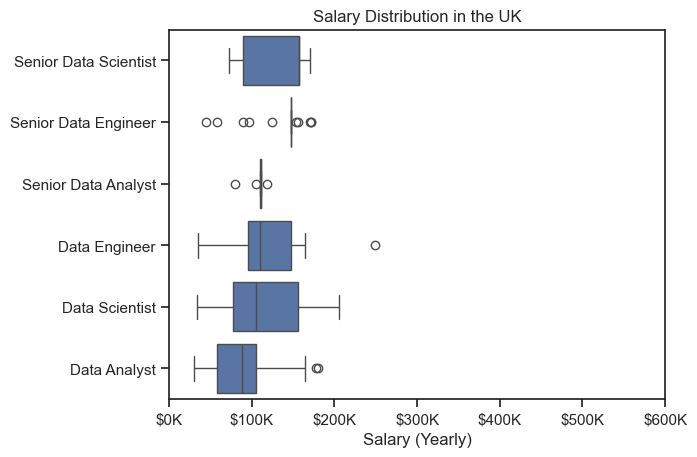 Salary Distribution in the UK
Senior Data Scientist
Senior Data Engineer
Senior Data Analyst
Data Engineer
Data Scientist
Data Analyst
$0K $100K $200K $300K $400K $500K $600K
Salary (Yearly)